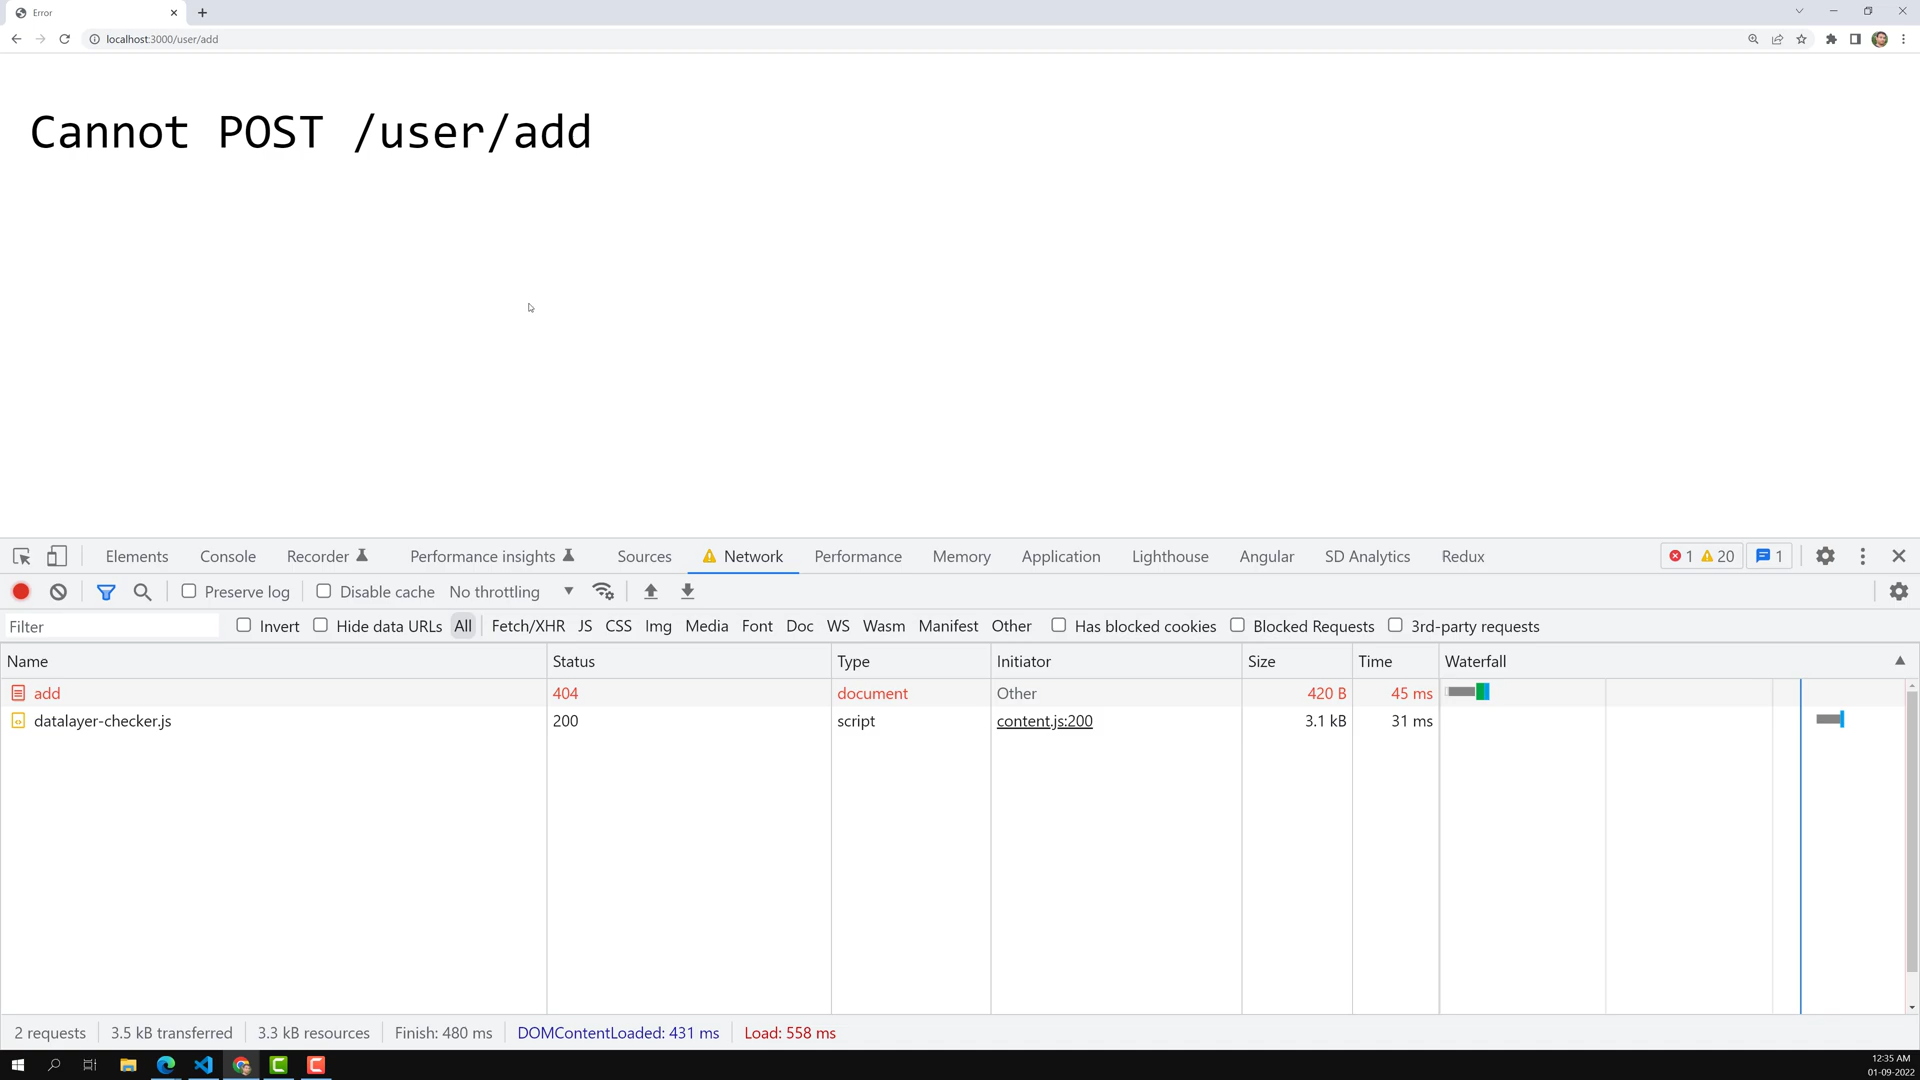 Error
localhost:3000/user/add
Cannot POST /user/add
Elements Console Recorder Performance insights Sources Network Performance Memory Application Lighthouse Angular SD Analytics Redux 1 20 1
Preserve log Disable cache No throttling
Filter Invert Hide data URLs All Fetch/XHR JS CSS Img Media Font Doc WS Wasm Manifest Other Has blocked cookies Blocked Requests 3rd-party requests
Name Status Type Initiator Size Time Waterfall
add 404 document Other 420 B 45 ms
datalayer-checker.js 200 script content.js:200 3.1 kB 31 ms
2 requests 3.5 kB transferred 3.3 kB resources Finish: 480 ms DOMContentLoaded: 431 ms Load: 558 ms
12:35 AM
01-09-2022